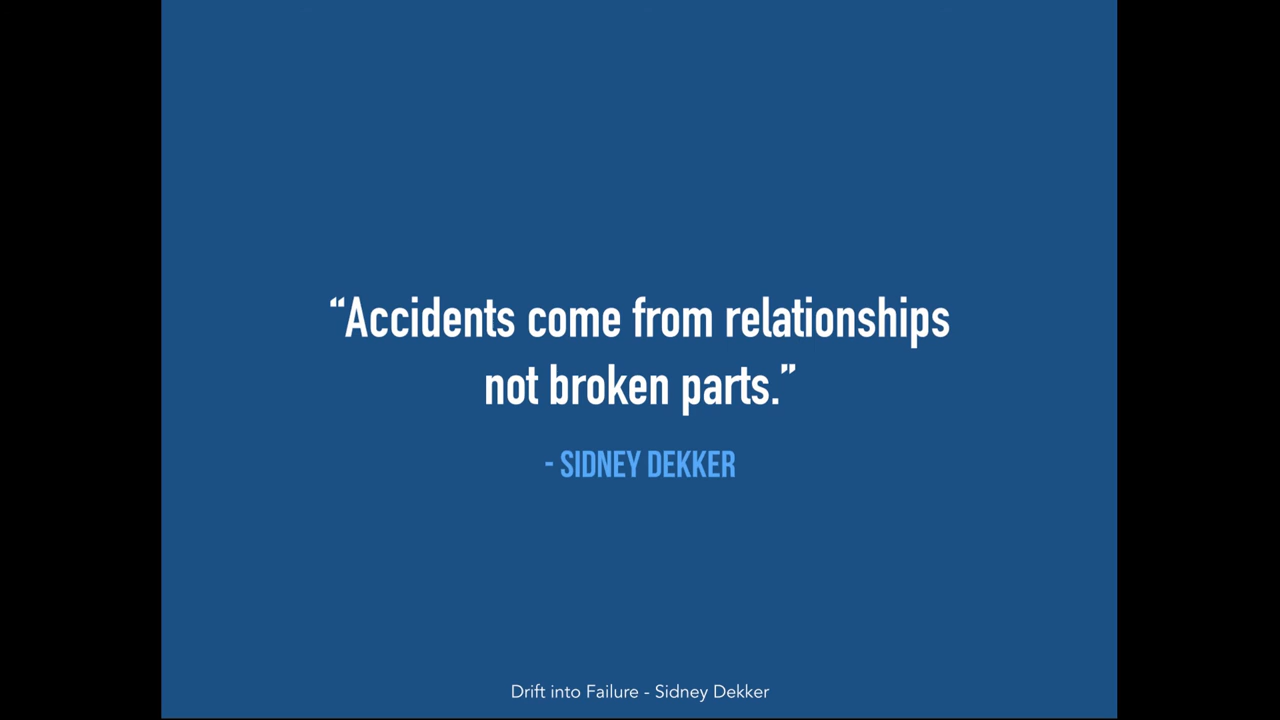 “Accidents come from relationships
not broken parts.”
- SIDNEY DEKKER
Drift into Failure - Sidney Dekker